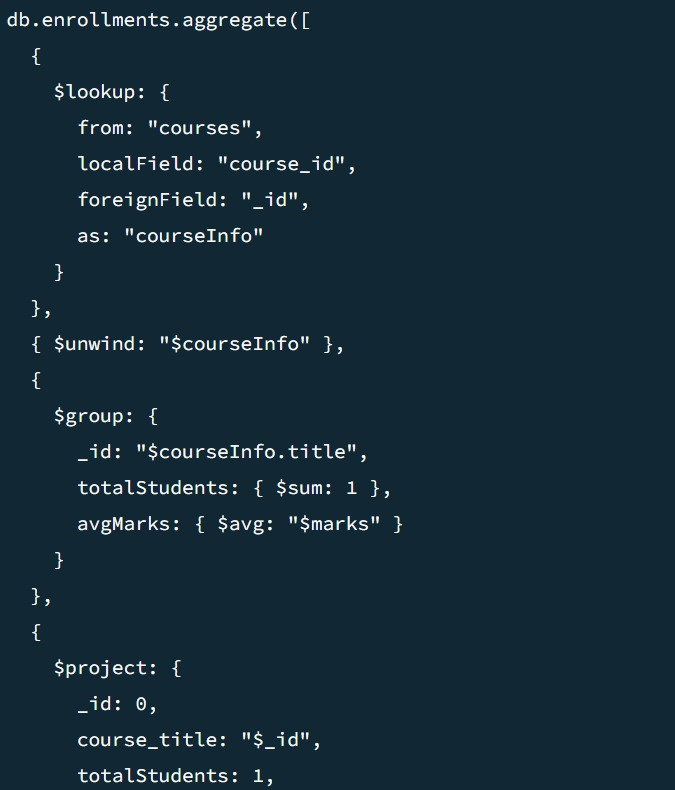 db.enrollments.aggregate([
  {
    $lookup: {
      from: "courses",
      localField: "course_id",
      foreignField: "_id",
      as: "courseInfo"
    }
  },
  { $unwind: "$courseInfo" },
  {
    $group: {
      _id: "$courseInfo.title",
      totalStudents: { $sum: 1 },
      avgMarks: { $avg: "$marks" }
    }
  },
  {
    $project: {
      _id: 0,
      course_title: "$_id",
      totalStudents: 1,